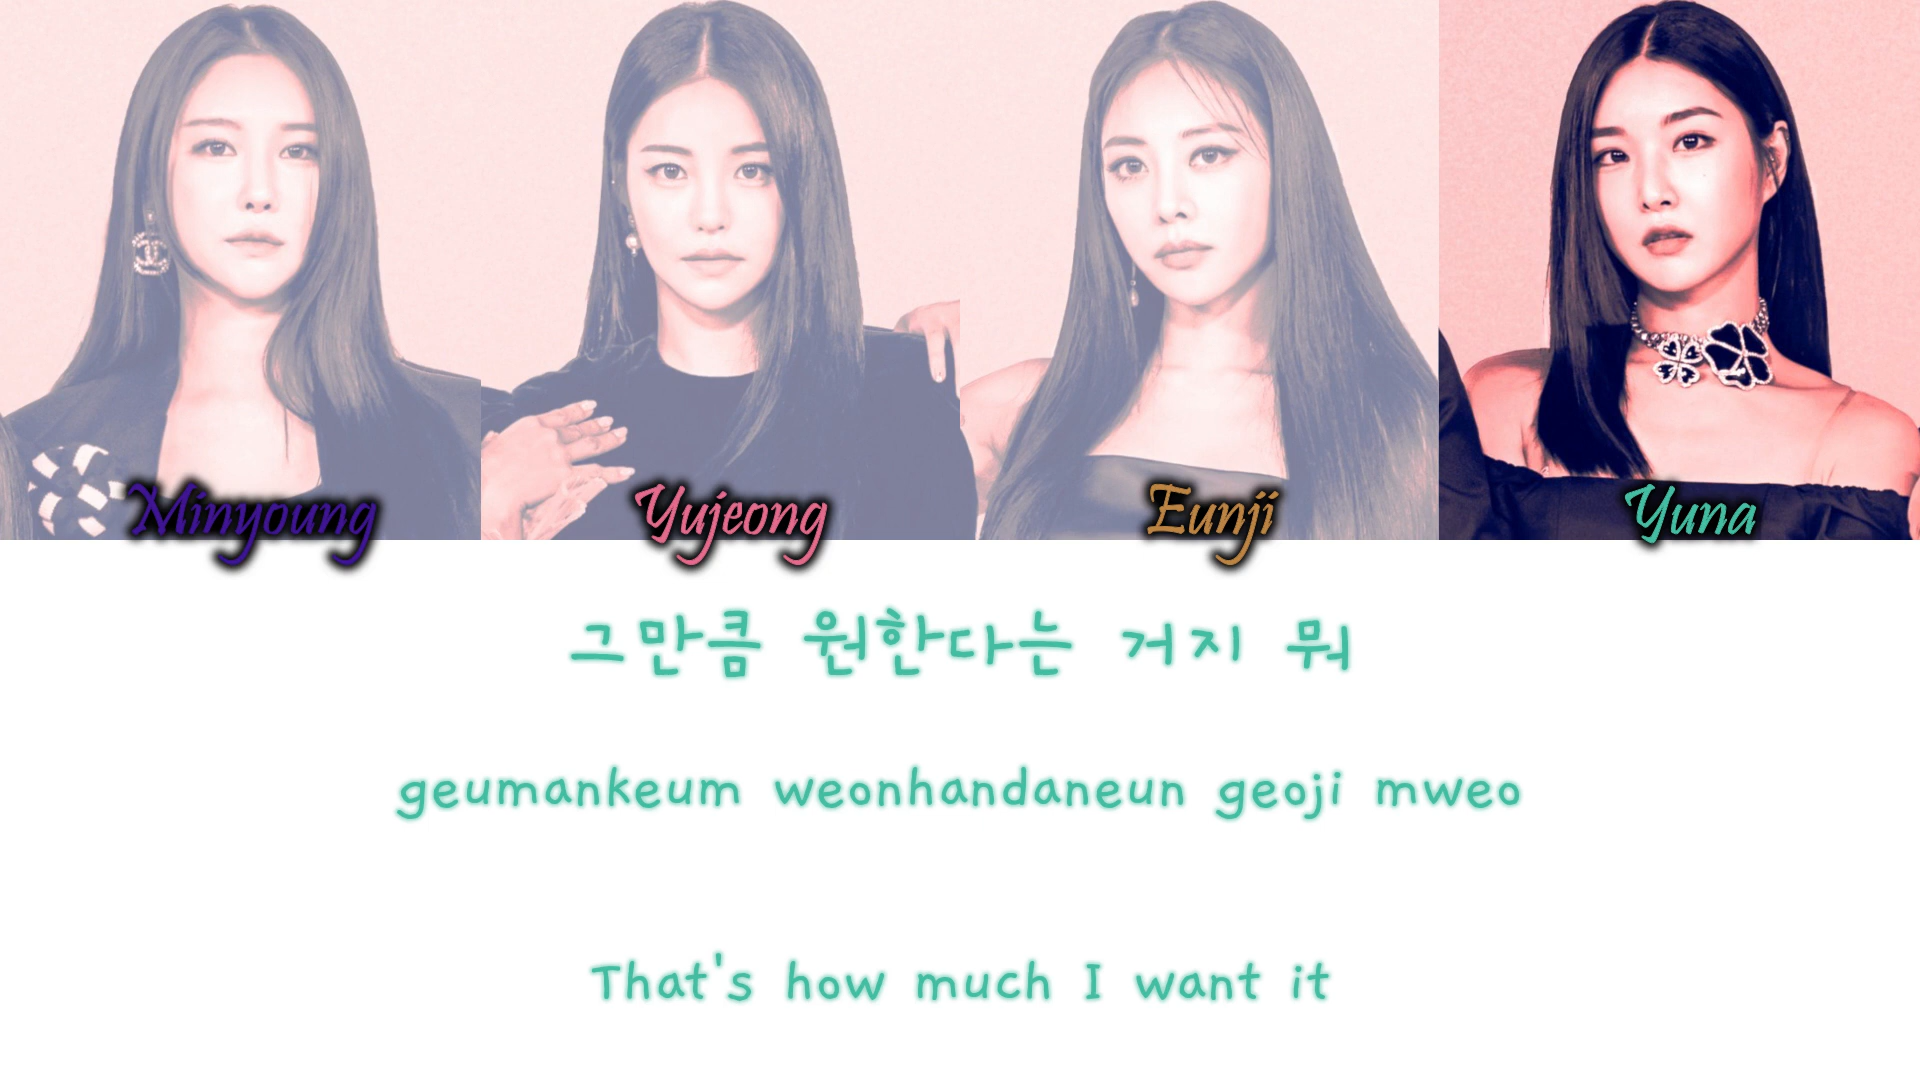 Minyoung Yujeong Eunji Yuna
그만큼 원한다는 거지 뭐
geumankeum weonhandaneun geoji mweo
That's how much I want it